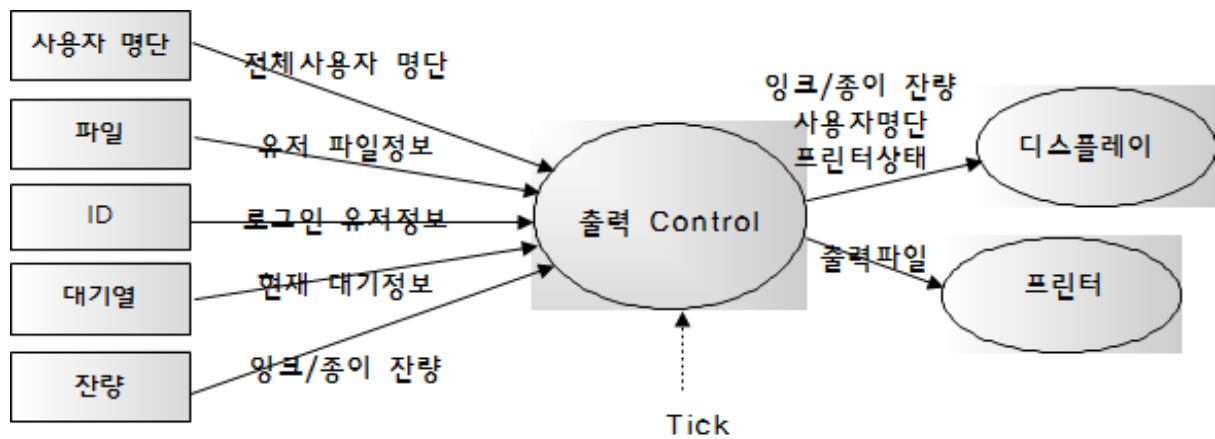 사용자 명단
전체사용자 명단
파일
유저 파일정보
ID
로그인 유저정보
대기열
현재 대기정보
잔량
잉크/종이 잔량
출력 Control
Tick
잉크/종이 잔량
사용자명단
프린터상태
디스플레이
출력파일
프린터